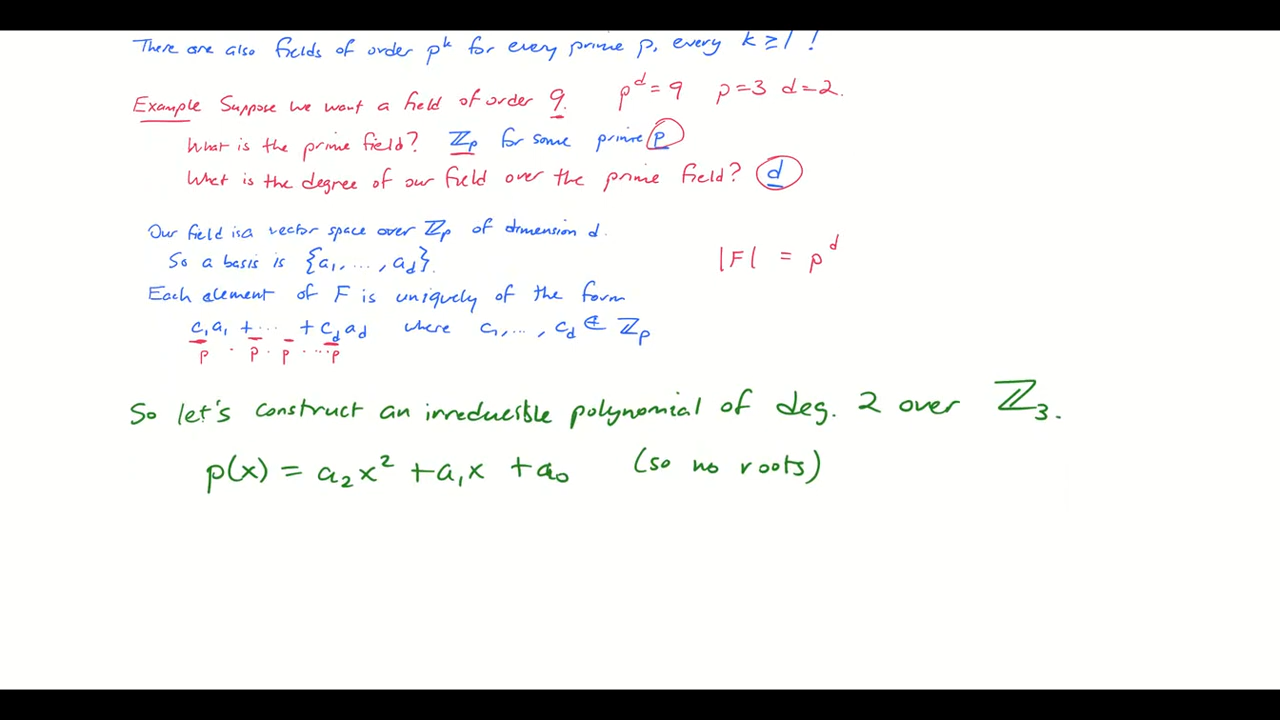 There are also fields of order p^k for every prime p, every k ≥ 1 !
Example Suppose we want a field of order 9. p^d = 9 p=3 d=2.
What is the prime field? ℤ_p for some prime p
What is the degree of our field over the prime field? d
Our field is a vector space over ℤ_p of dimension d.
So a basis is {a_1, ..., a_d}. |F| = p^d
Each element of F is uniquely of the form
c_1a_1 + ... + c_da_d where c_1, ..., c_d ∈ ℤ_p
p . p . p . ... p
So let's construct an irreducible polynomial of deg. 2 over ℤ_3.
p(x) = a_2x^2 + a_1x + a_0 (so no roots)